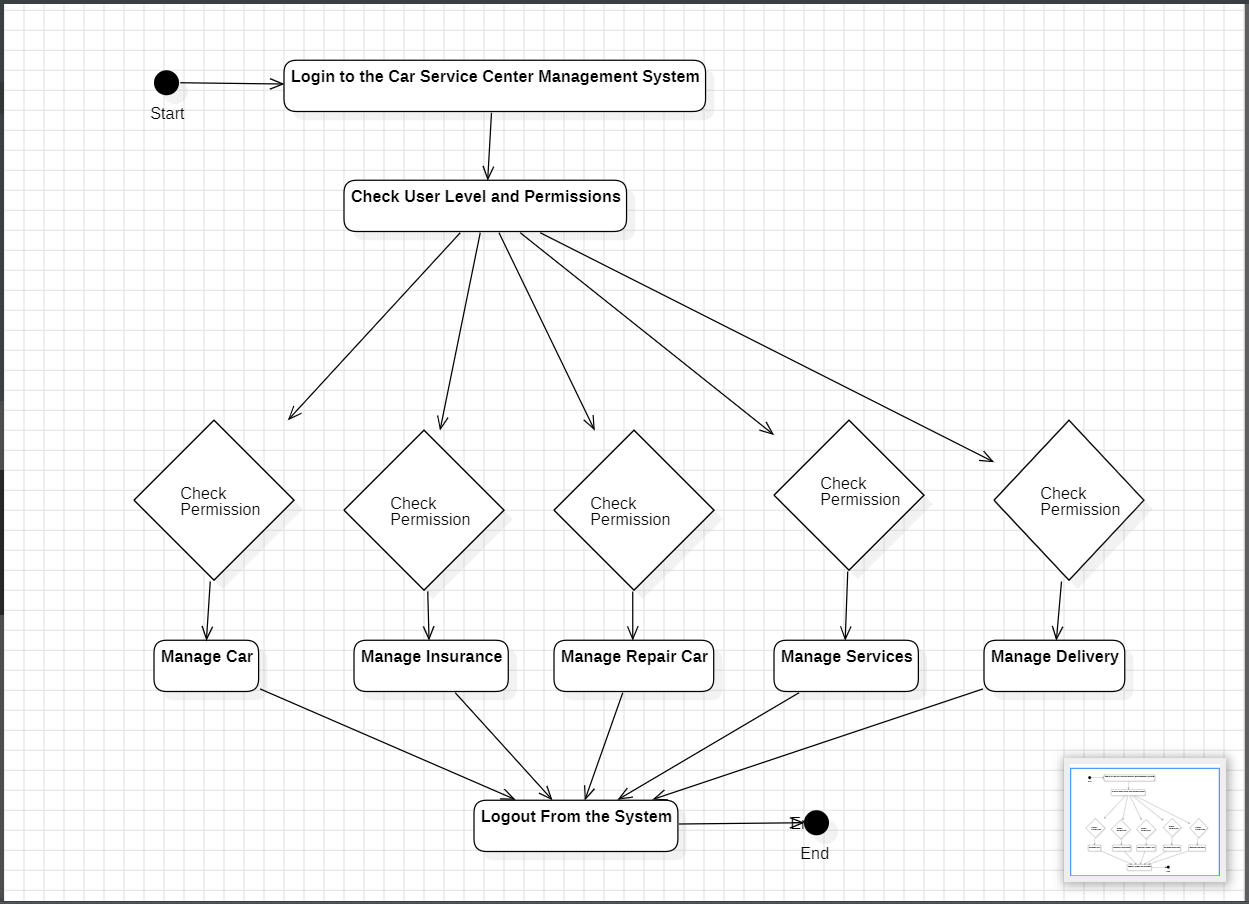 Login to the Car Service Center Management System
Start
Check User Level and Permissions
Check
Permission
Check
Permission
Check
Permission
Check
Permission
Check
Permission
Manage Car
Manage Insurance
Manage Repair Car
Manage Services
Manage Delivery
Logout From the System
End